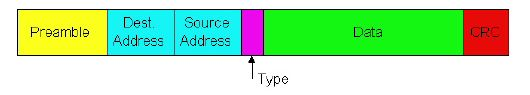 Preamble
Dest.
Address
Source
Address
Data
CRC
Type